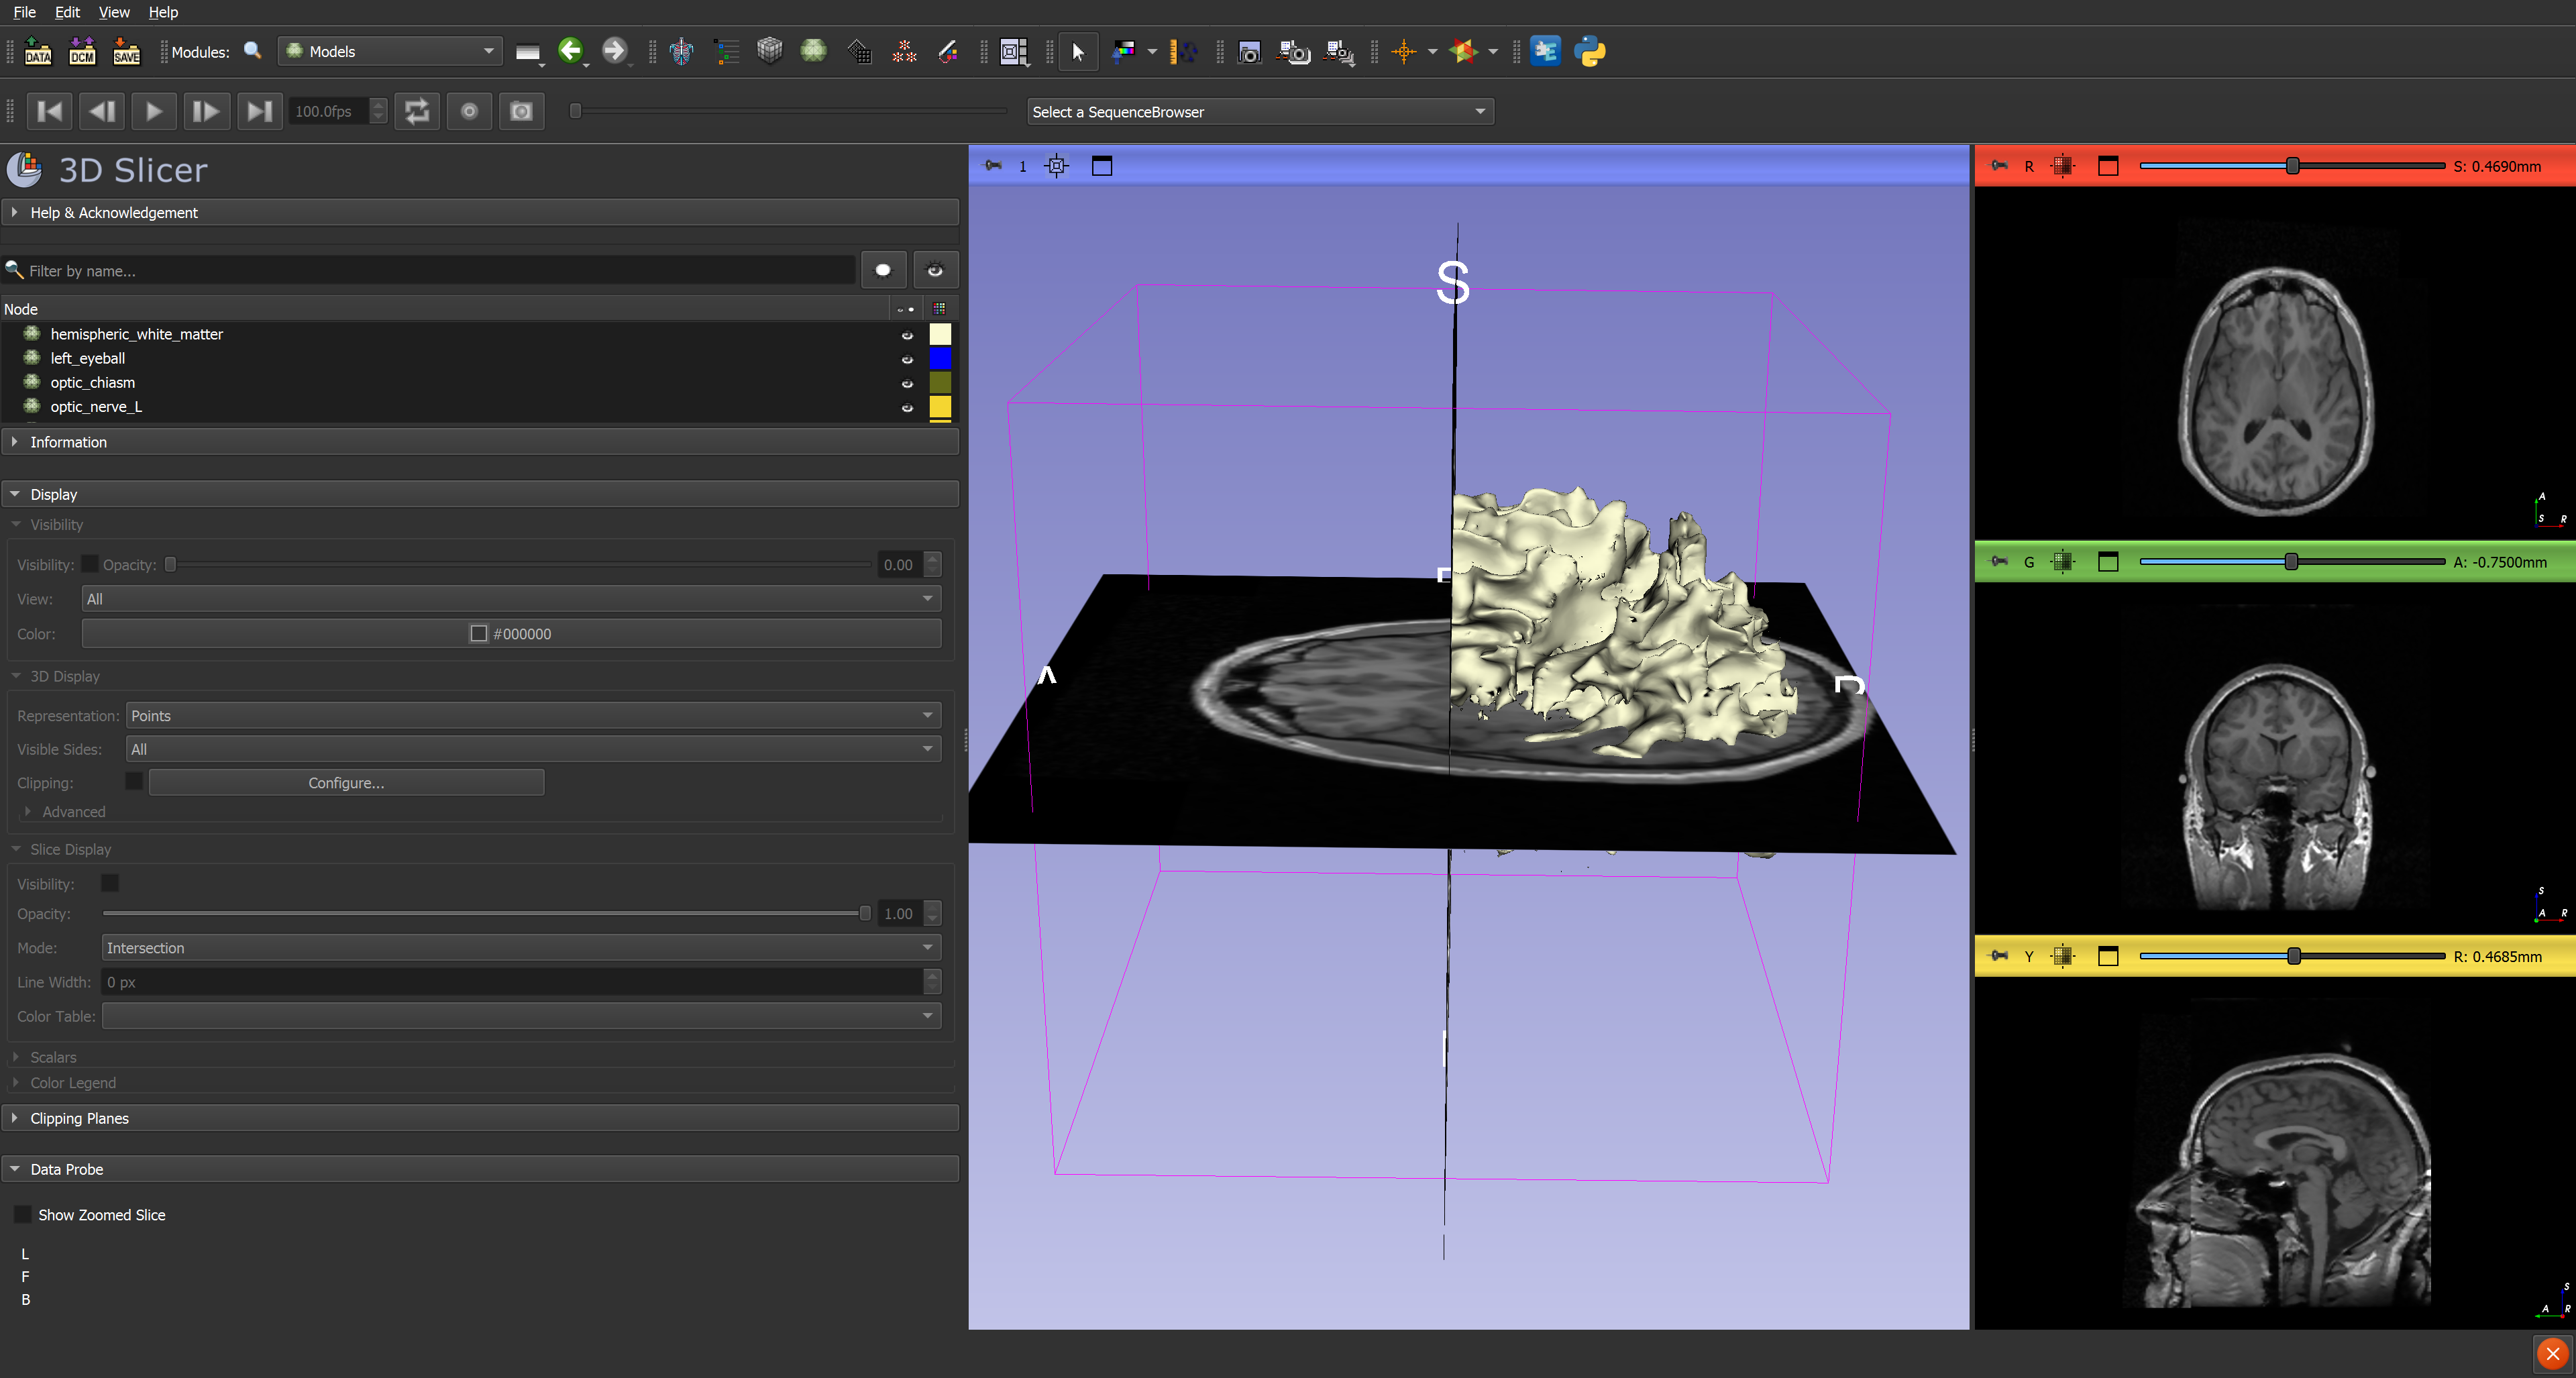 File Edit View Help
DATA DCM SAVE Modules: Models
100.0fps Select a SequenceBrowser
3D Slicer
Help & Acknowledgement
Filter by name...
Node
hemispheric_white_matter
left_eyeball
optic_chiasm
optic_nerve_L
Information
Display
Visibility
Visibility: Opacity: 0.00
View: All
Color: #000000
3D Display
Representation: Points
Visible Sides: All
Clipping: Configure...
Advanced
Slice Display
Visibility:
Opacity: 1.00
Mode: Intersection
Line Width: 0 px
Color Table:
Scalars
Color Legend
Clipping Planes
Data Probe
Show Zoomed Slice
L
F
B
1
S
I
R S: 0.4690mm
A
S R
G A: -0.7500mm
S
A R
Y R: 0.4685mm
S
A R